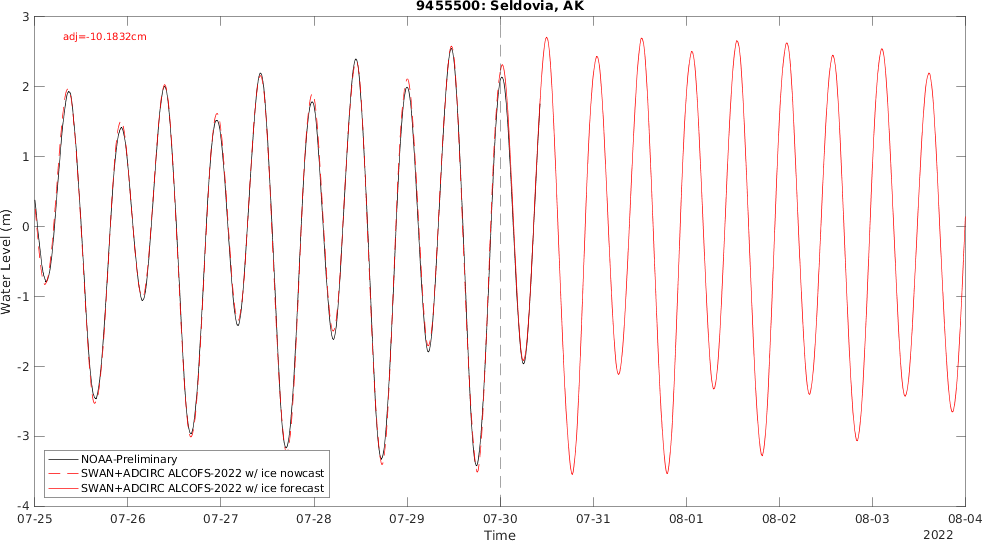 9455500: Seldovia, AK
adj=-10.1832cm
3
2
1
0
-1
-2
-3
-4
Water Level (m)
NOAA-Preliminary
SWAN+ADCIRC ALCOFS-2022 w/ ice nowcast
SWAN+ADCIRC ALCOFS-2022 w/ ice forecast
07-25 07-26 07-27 07-28 07-29 07-30 07-31 08-01 08-02 08-03 08-04
Time
2022